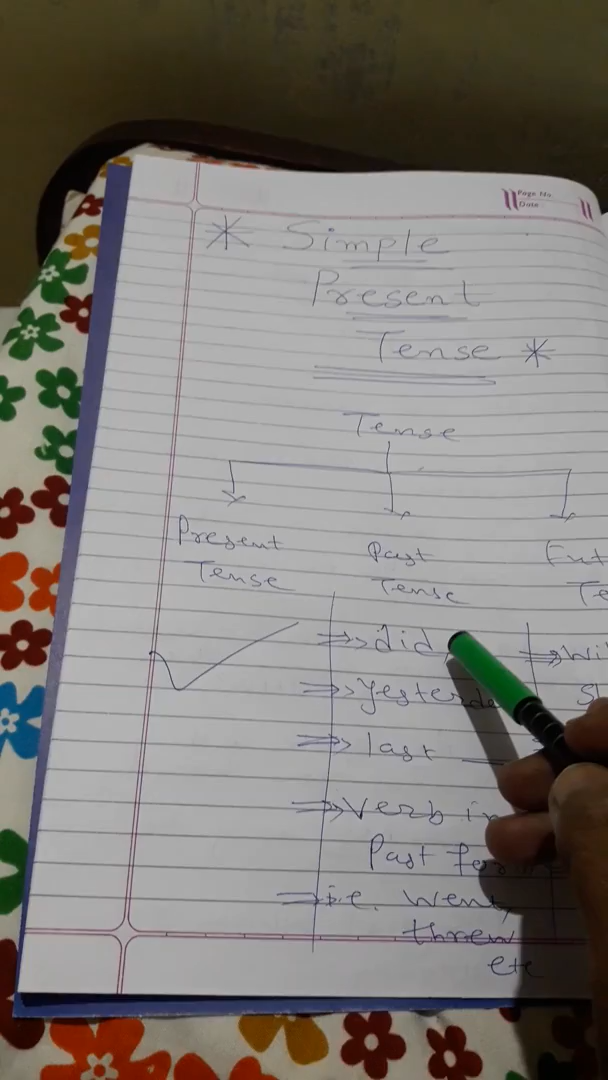 Page No.
Date
* Simple
Present
Tense *
Tense
Present Tense
Past Tense
⇒ did,
⇒ yesterda
⇒ last
⇒ Verb in
Past form
⇒ i.e. went,
threw
etc